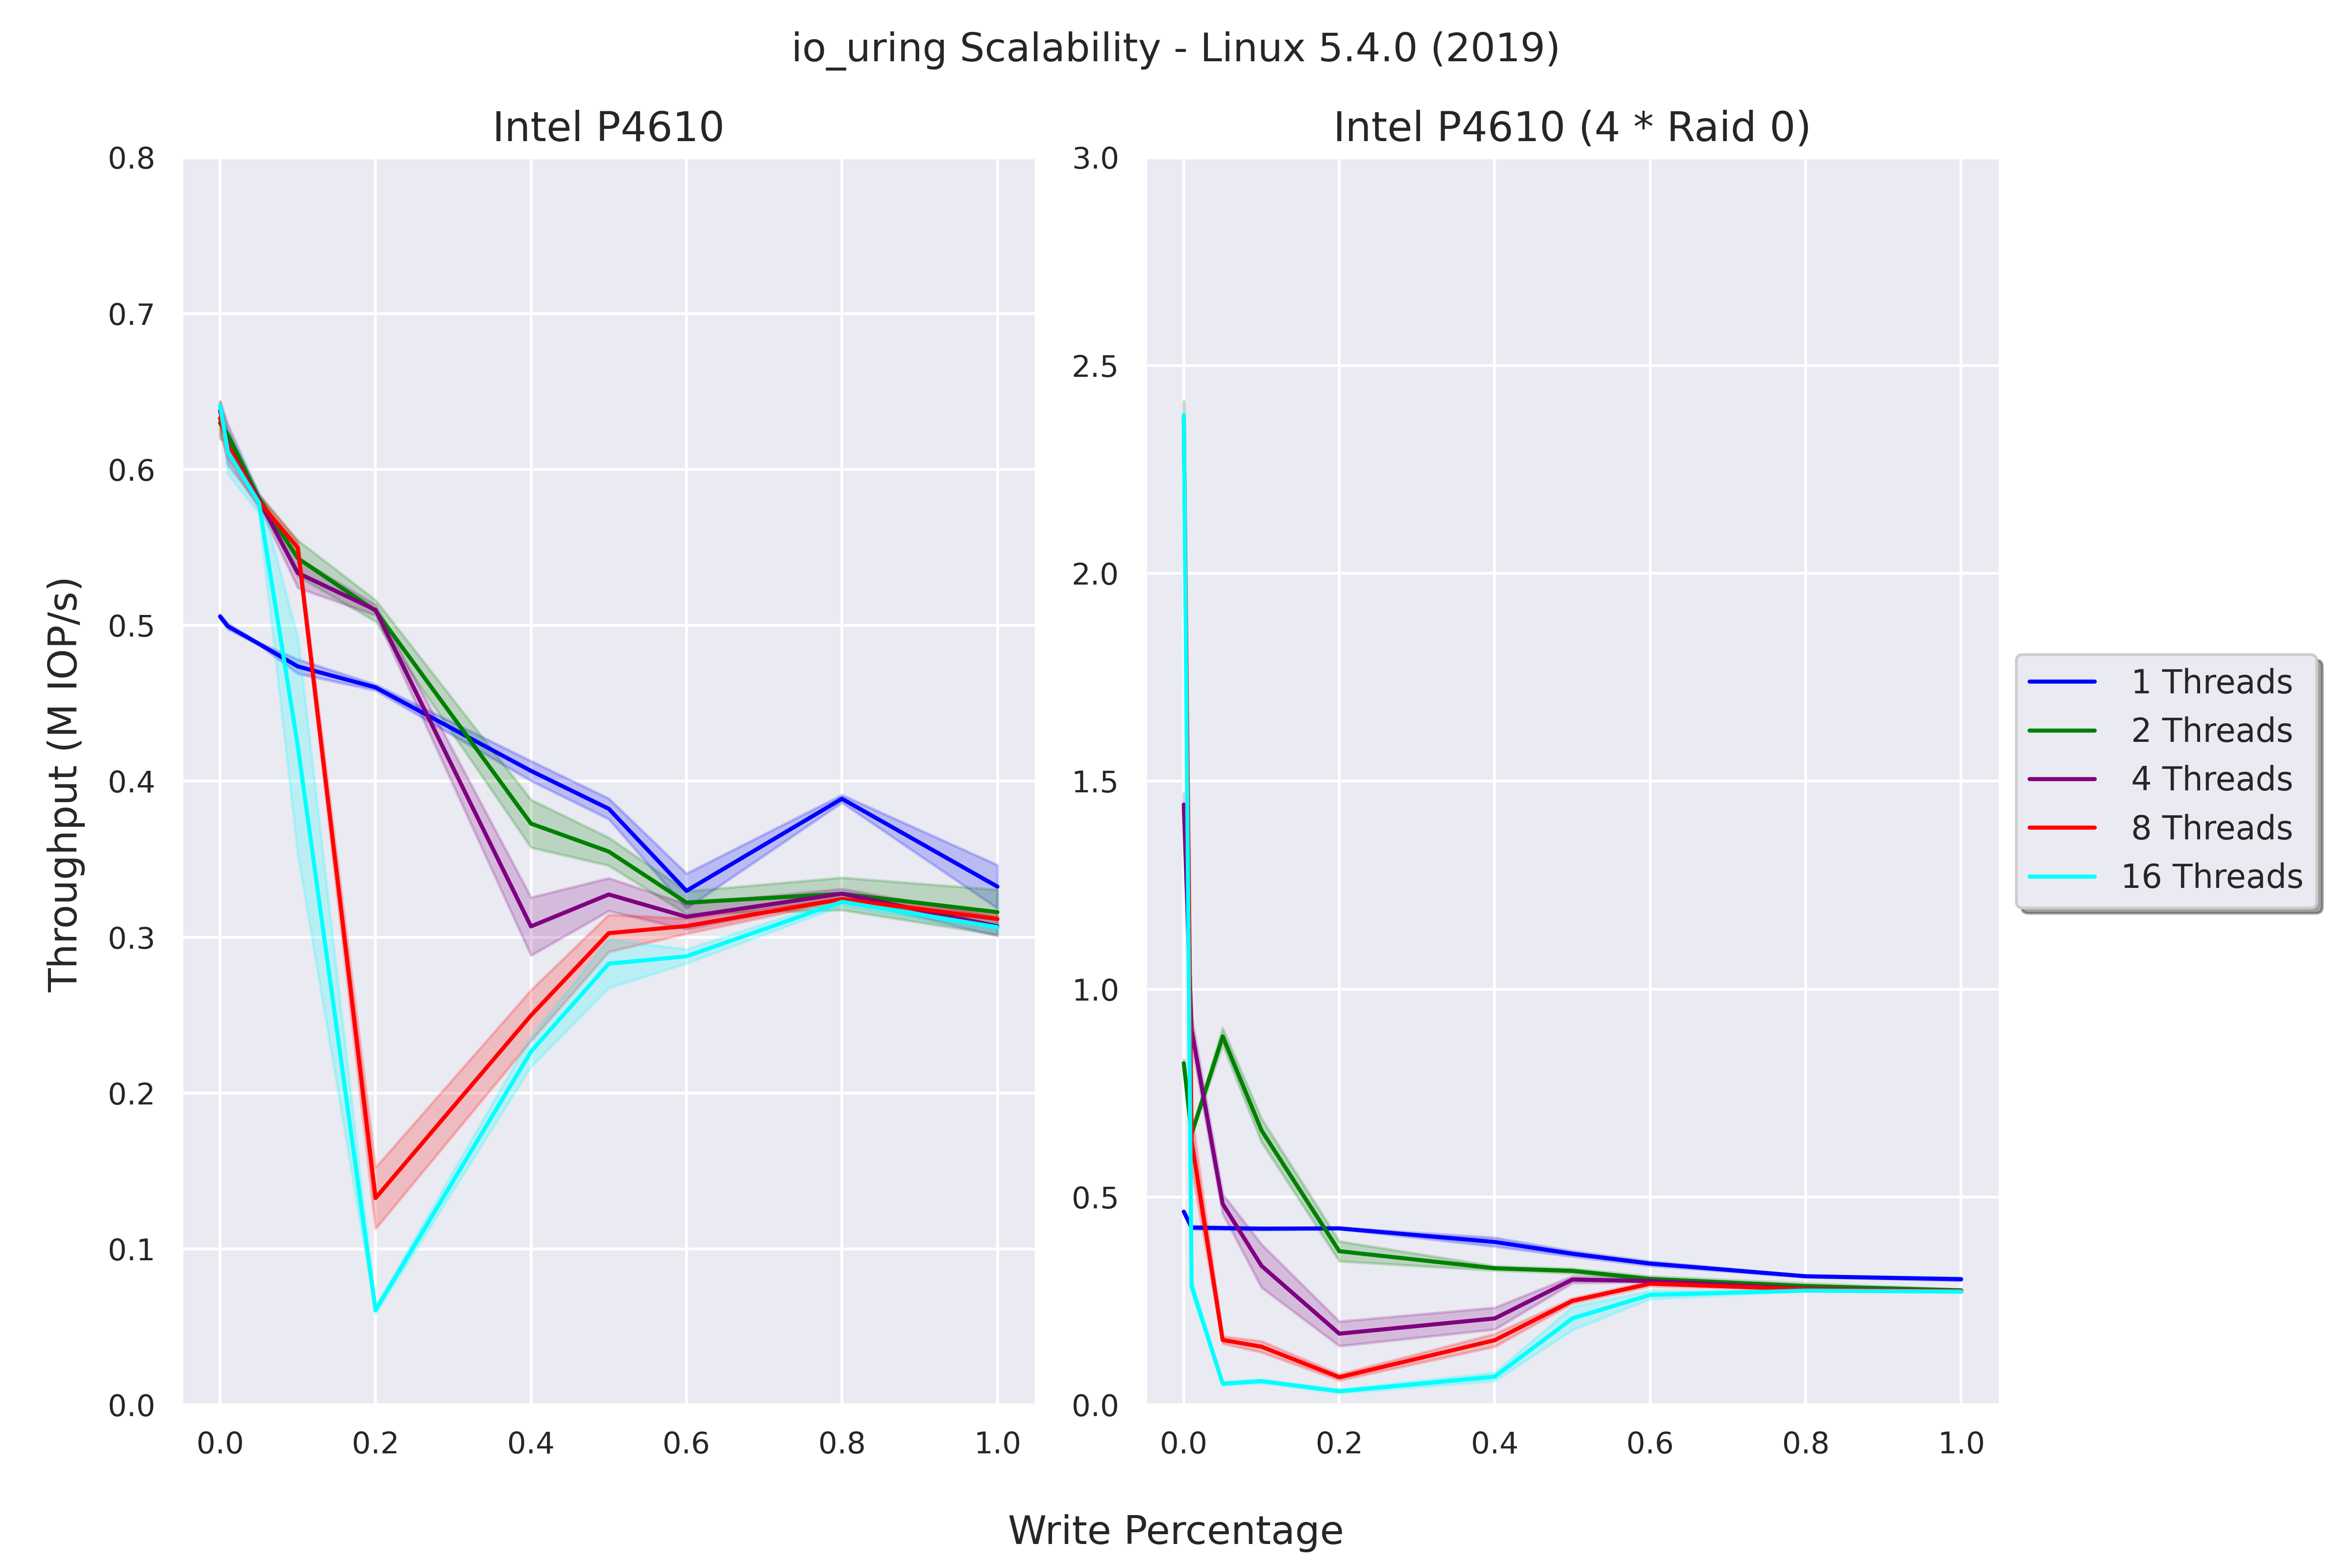 io_uring Scalability - Linux 5.4.0 (2019)
Intel P4610
Throughput (M IOP/s)
0.8
0.7
0.6
0.5
0.4
0.3
0.2
0.1
0.0
0.0 0.2 0.4 0.6 0.8 1.0
Intel P4610 (4 * Raid 0)
3.0
2.5
2.0
1.5
1.0
0.5
0.0
0.0 0.2 0.4 0.6 0.8 1.0
1 Threads
2 Threads
4 Threads
8 Threads
16 Threads
Write Percentage